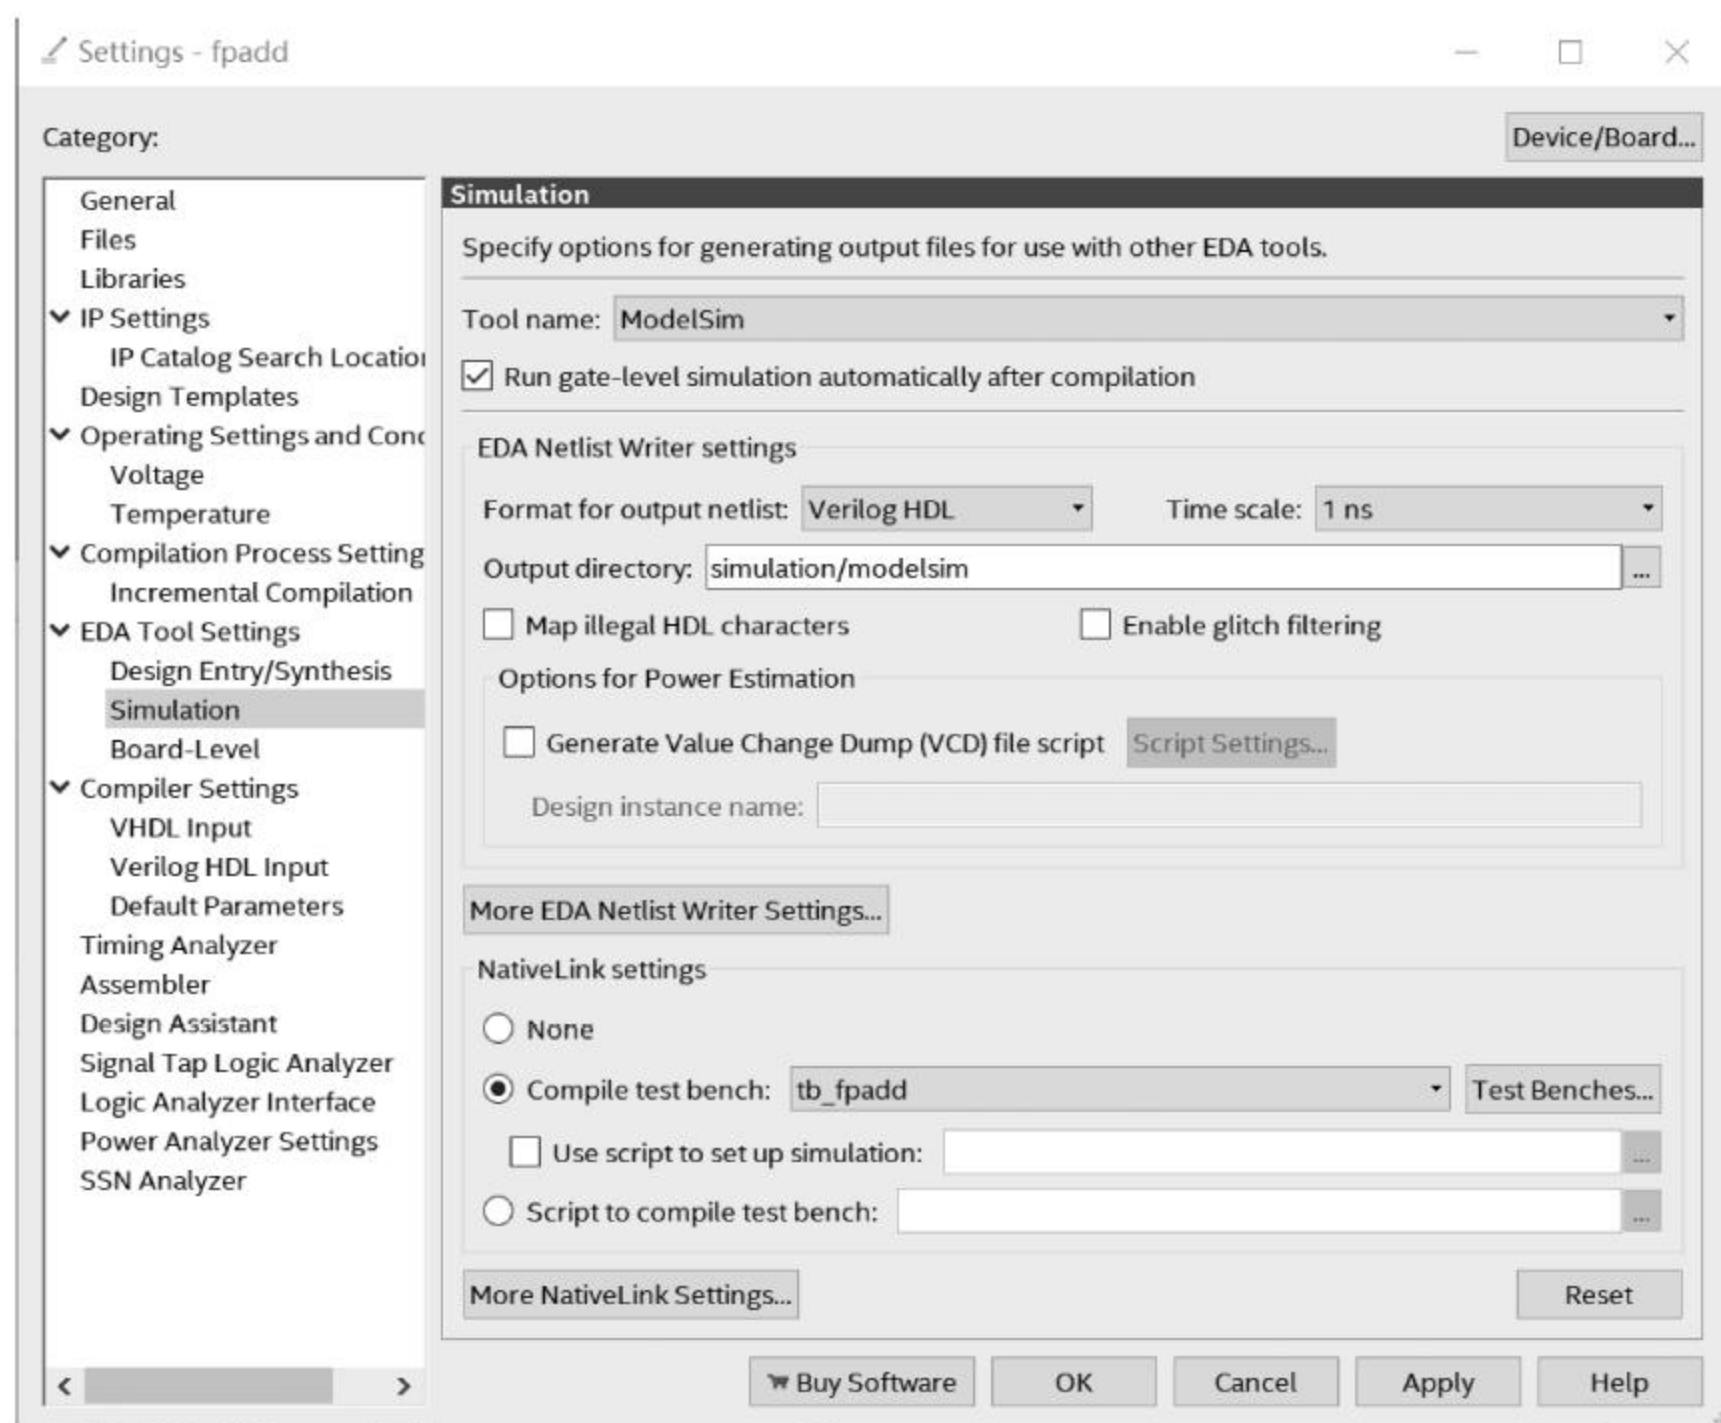 Settings - fpadd
Category:
Device/Board...
General
Files
Libraries
IP Settings
IP Catalog Search
Design Templates
Operating Settings and
Voltage
Temperature
Compilation Process Setting
Incremental Compilation
EDA Tool Settings
Design Entry/Synthesis
Simulation
Board-Level
Compiler Settings
VHDL Input
Verilog HDL Input
Default Parameters
Timing Analyzer
Assembler
Design Assistant
Signal Tap Logic Analyzer
Logic Analyzer Interface
Power Analyzer Settings
SSN Analyzer
Simulation
Specify options for generating output files for use with other EDA tools.
Tool name: ModelSim
Run gate-level simulation automatically after compilation
EDA Netlist Writer settings
Format for output netlist: Verilog HDL Time scale: 1 ns
Output directory: simulation/modelsim ...
Map illegal HDL characters Enable glitch filtering
Options for Power Estimation
Generate Value Change Dump (VCD) file script Script Settings...
Design instance name:
More EDA Netlist Writer Settings...
NativeLink settings
None
Compile test bench: tb_fpadd Test Benches...
Use script to set up simulation: ...
Script to compile test bench: ...
More NativeLink Settings... Reset
Buy Software OK Cancel Apply Help